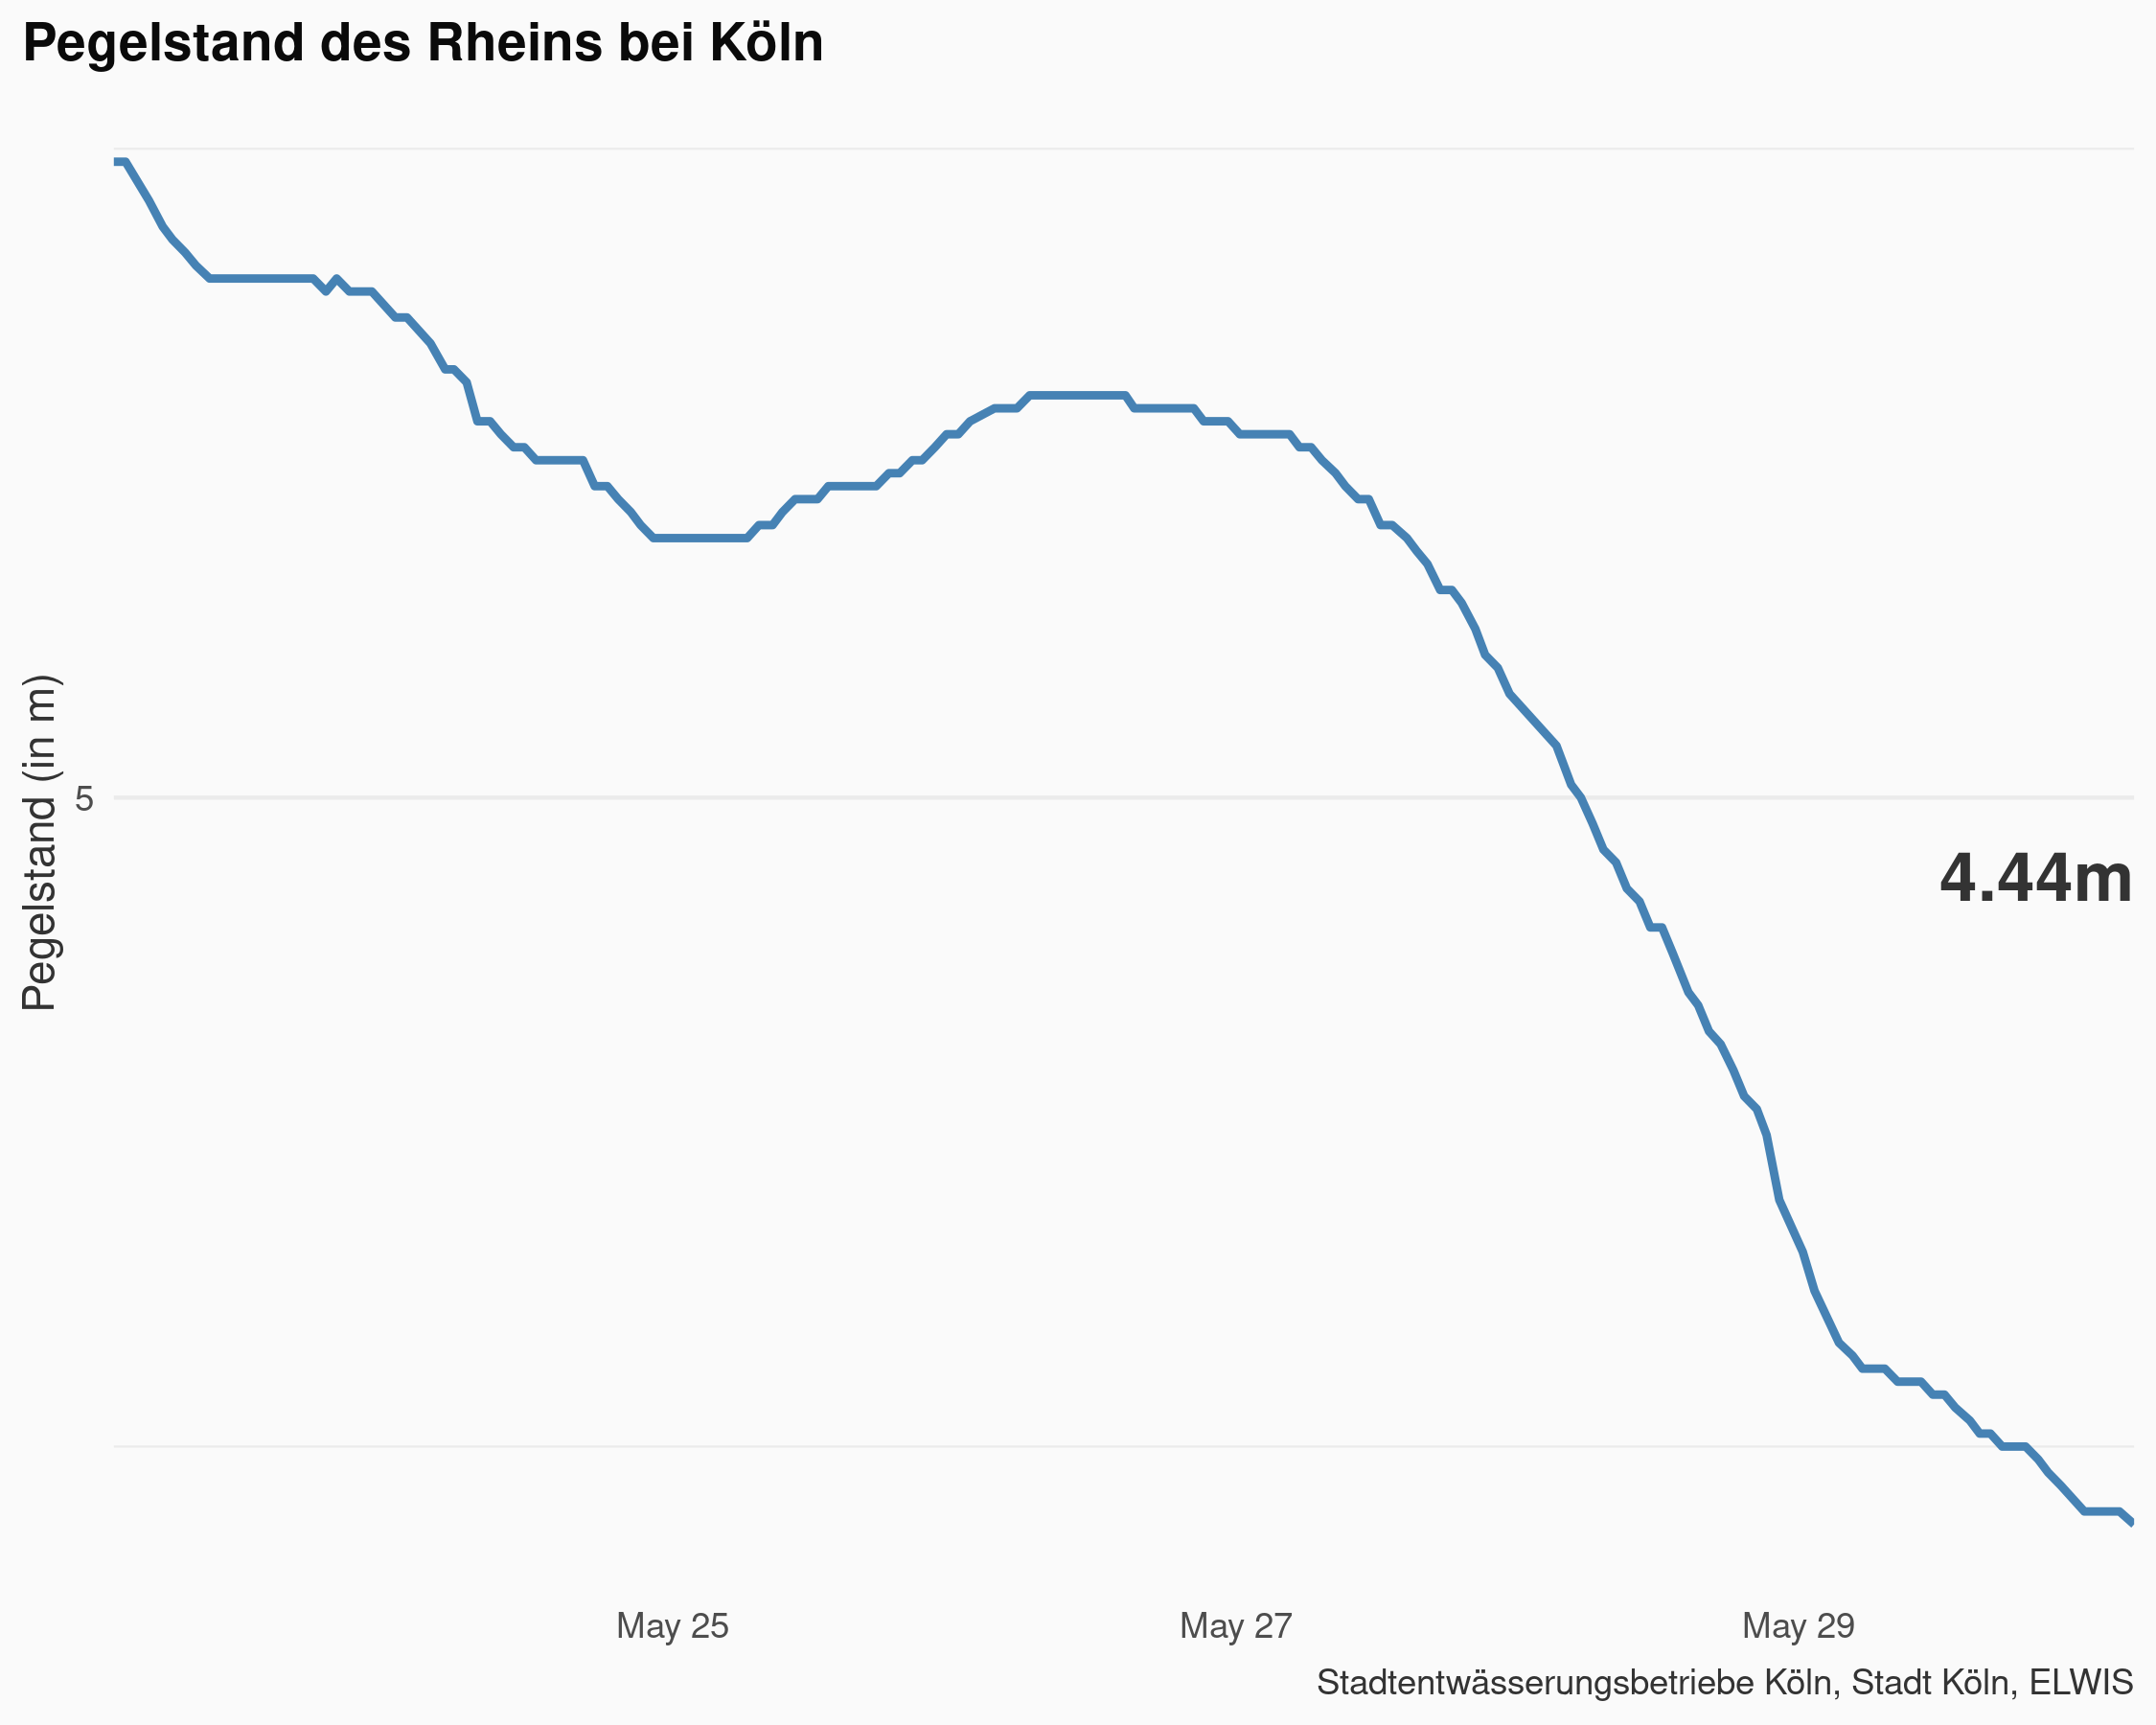 Pegelstand des Rheins bei Köln
Pegelstand (in m)
5
4.44m
May 25
May 27
May 29
Stadtentwässerungsbetriebe Köln, Stadt Köln, ELWIS